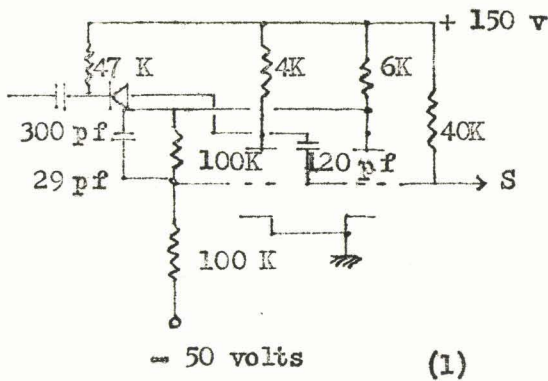 + 150 v
47 K
4K
6K
300 pf
100K
120 pf
40K
29 pf
S
100 K
- 50 volts
(1)